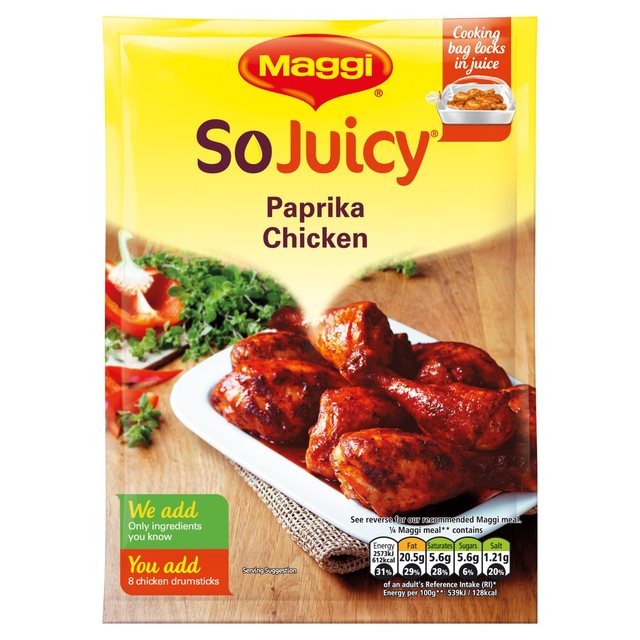 Cooking
bag locks
in juice
Maggi®
So Juicy®
Paprika
Chicken
We add
Only ingredients
you know
You add
8 chicken drumsticks
Serving Suggestion
See reverse for our recommended Maggi meal.
¼ Maggi meal** contains
Energy Fat Saturates Sugars Salt
2573kJ
612kcal 20.5g 5.6g 5.6g 1.21g
31% 29% 28% 6% 20%
of an adult's Reference Intake (RI)*
Energy per 100g**: 539kJ / 128kcal